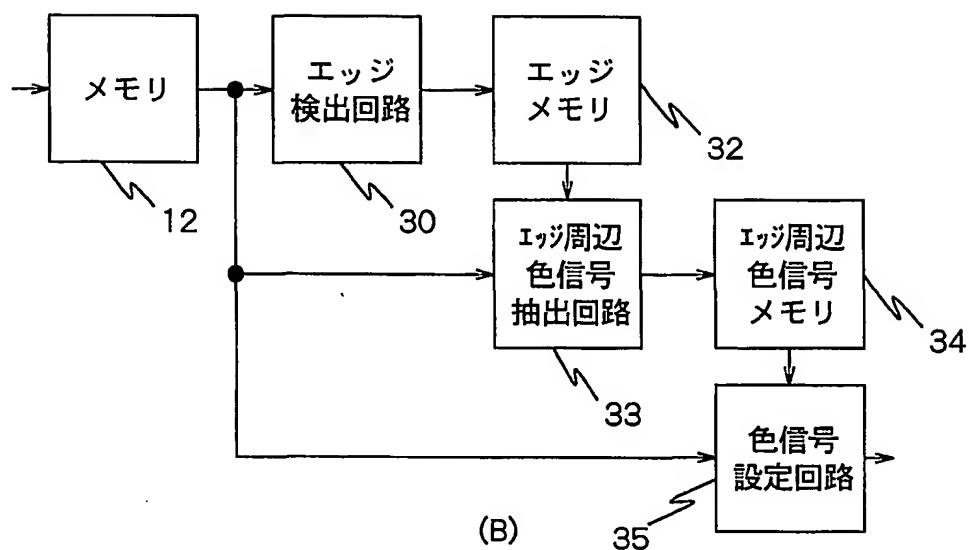 メモリ
エッジ
検出回路
エッジ
メモリ
32
12
30
ｴｯｼﾞ周辺
色信号
抽出回路
ｴｯｼﾞ周辺
色信号
メモリ
34
33
色信号
設定回路
35
(B)